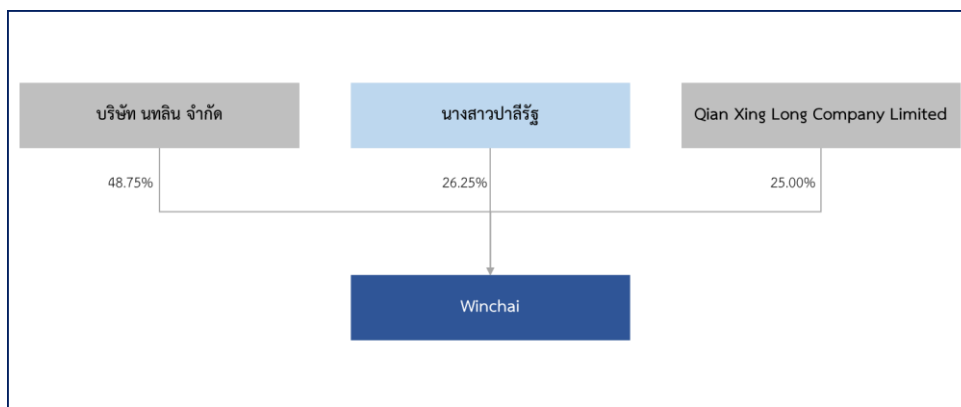 บริษัท นทลิน จำกัด
นางสาวปาลีรัฐ
Qian Xing Long Company Limited
48.75%
26.25%
25.00%
Winchai